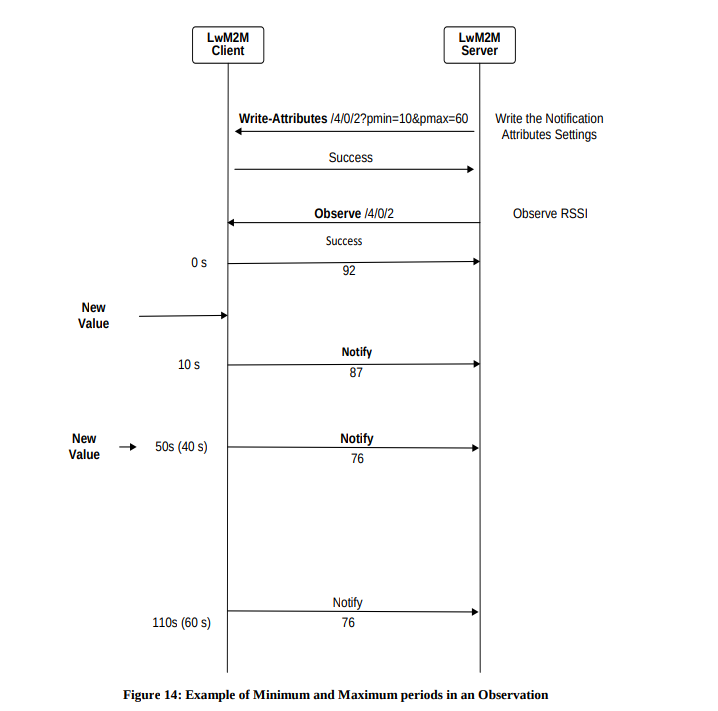 LwM2M
Client
LwM2M
Server
Write-Attributes /4/0/2?pmin=10&pmax=60
Write the Notification
Attributes Settings
Success
Observe /4/0/2
Observe RSSI
Success
0 s
92
New
Value
Notify
10 s
87
New
Value
50s (40 s)
Notify
76
Notify
110s (60 s)
76
Figure 14: Example of Minimum and Maximum periods in an Observation